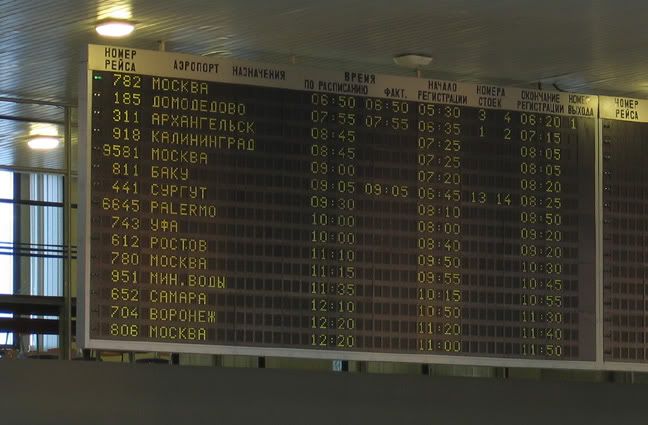 НОМЕР РЕЙСА АЭРОПОРТ НАЗНАЧЕНИЯ ВРЕМЯ ПО РАСПИСАНИЮ ФАКТ. НАЧАЛО РЕГИСТРАЦИИ НОМЕРА СТОЕК ОКОНЧАНИЕ РЕГИСТРАЦИИ НОМЕР ВЫХОДА НОМЕР РЕЙСА
782 МОСКВА 06:50 06:50 05:30 3 4 06:20 1
185 ДОМОДЕДОВО 07:55 07:55 06:35 1 2 07:15
311 АРХАНГЕЛЬСК 08:45 07:25 08:05
918 КАЛИНИНГРАД 08:45 07:25 08:05
9581 МОСКВА 09:00 07:25 08:20
811 БАКУ 09:05 09:05 06:45 13 14 08:25
441 СУРГУТ 09:30 08:10 08:50
6645 PALERMO 10:00 08:00 09:20
743 УФА 10:00 08:40 09:20
612 РОСТОВ 11:10 09:50 10:30
780 МОСКВА 11:15 09:55 10:45
951 МИН.ВОДЫ 11:35 10:15 10:55
652 САМАРА 12:10 10:50 11:30
704 ВОРОНЕЖ 12:20 11:20 11:40
806 МОСКВА 12:20 11:00 11:50